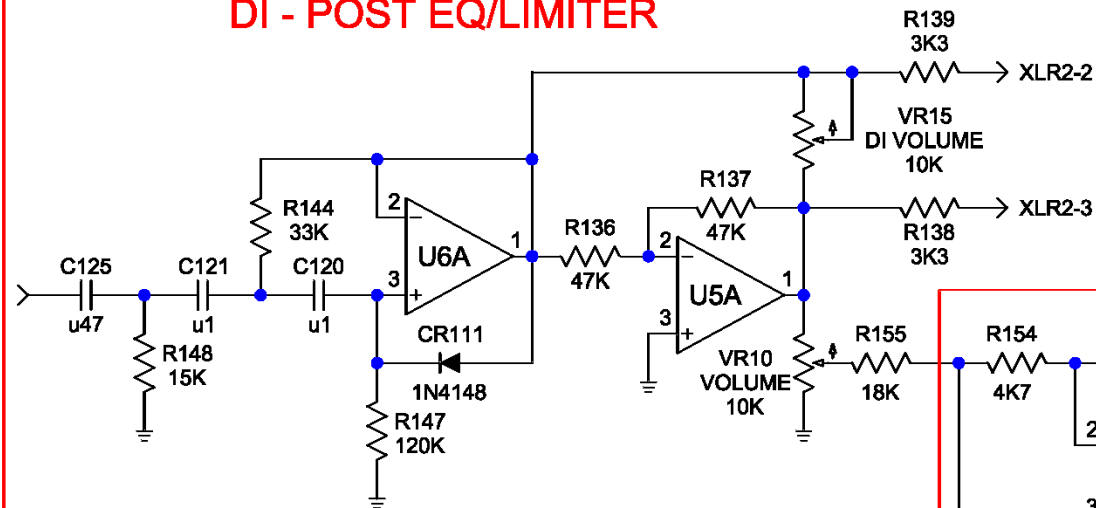 DI - POST EQ/LIMITER
R139
3K3
XLR2-2
VR15
DI VOLUME
10K
R137
47K
XLR2-3
R138
3K3
R144
33K
2
U6A
1
3
R136
47K
2
U5A
1
3
C125
u47
C121
u1
C120
u1
R148
15K
CR111
1N4148
R147
120K
VR10
VOLUME
10K
R155
18K
R154
4K7
2
3